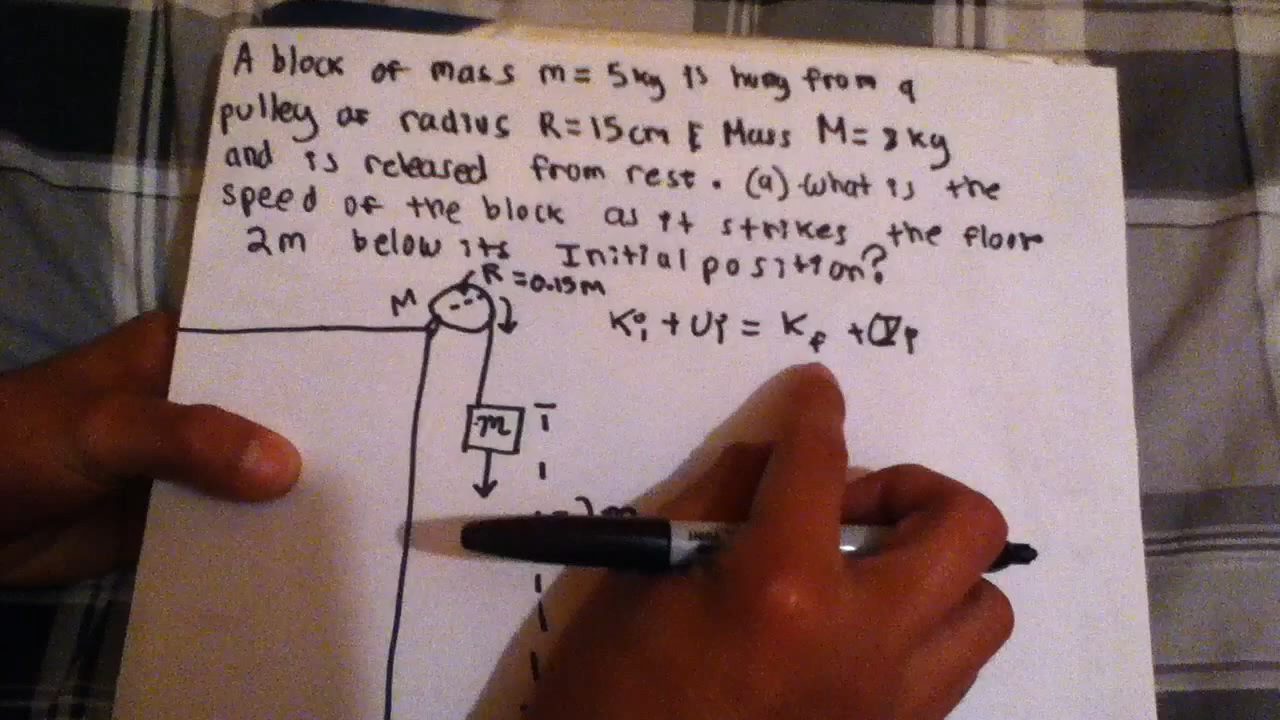 A block of mass m = 5kg is hung from a
pulley of radius R = 15cm & Mass M = 8kg
and is released from rest. (a) What is the
speed of the block as it strikes the floor
2m below its Initial position?
R = 0.15m
M
Ki + Ui = Kf +
m
2m